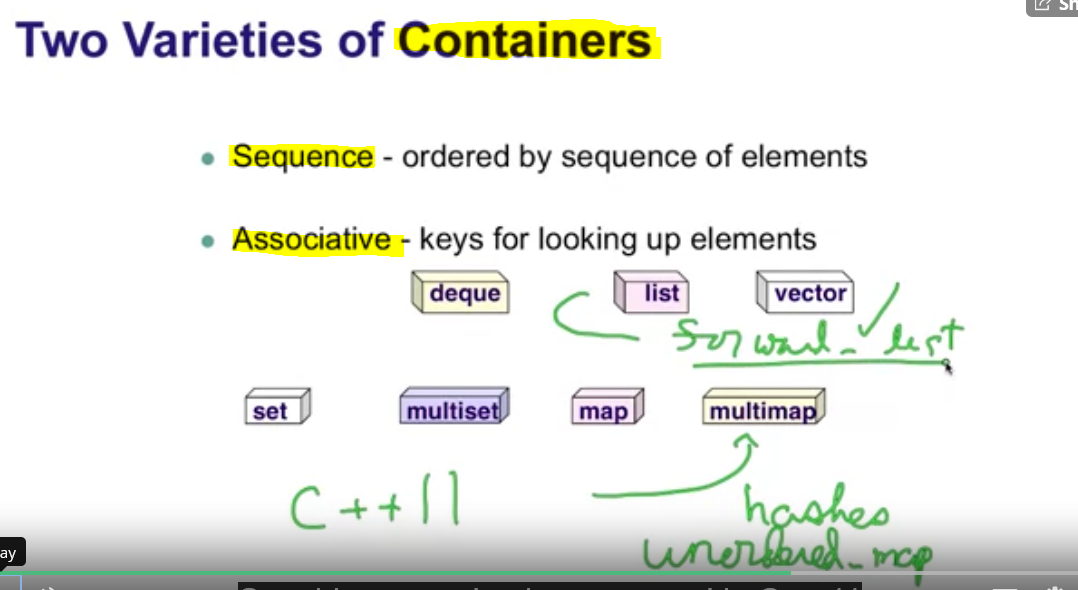 Sh
Two Varieties of Containers
Sequence - ordered by sequence of elements
Associative - keys for looking up elements
deque list vector
forward_list
set multiset map multimap
C++11
hashes
unordered_map
ay